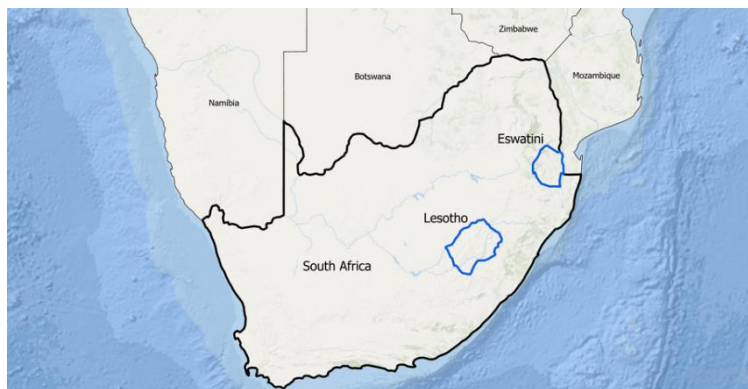 Zimbabwe
Botswana
Mozambique
Namibia
Eswatini
Lesotho
South Africa